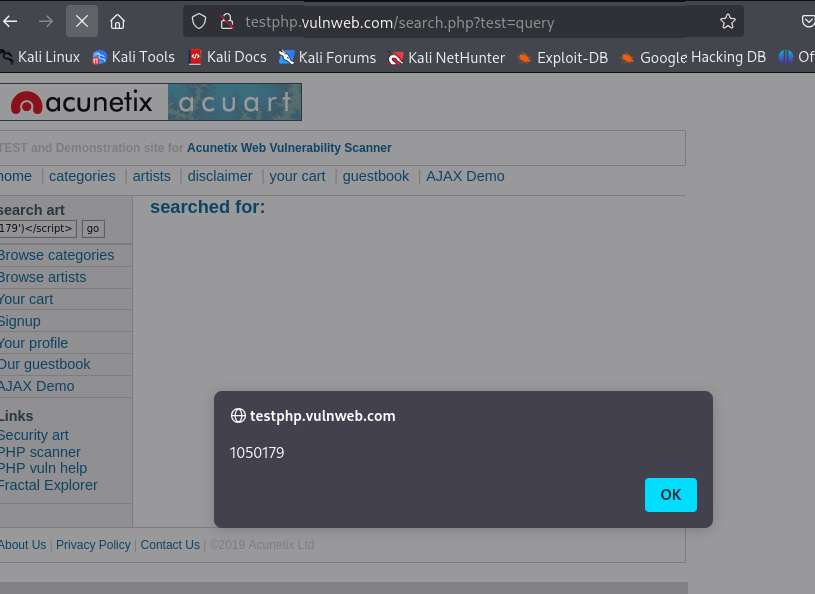 testphp.vulnweb.com/search.php?test=query
Kali Linux Kali Tools Kali Docs Kali Forums Kali NetHunter Exploit-DB Google Hacking DB Of
acunetix acuart
TEST and Demonstration site for Acunetix Web Vulnerability Scanner
home | categories | artists | disclaimer | your cart | guestbook | AJAX Demo
search art
179')</script> go
Browse categories
Browse artists
Your cart
Signup
Your profile
Our guestbook
AJAX Demo
Links
Security art
PHP scanner
PHP vuln help
Fractal Explorer
searched for:
testphp.vulnweb.com
1050179
OK
About Us | Privacy Policy | Contact Us | ©2019 Acunetix Ltd